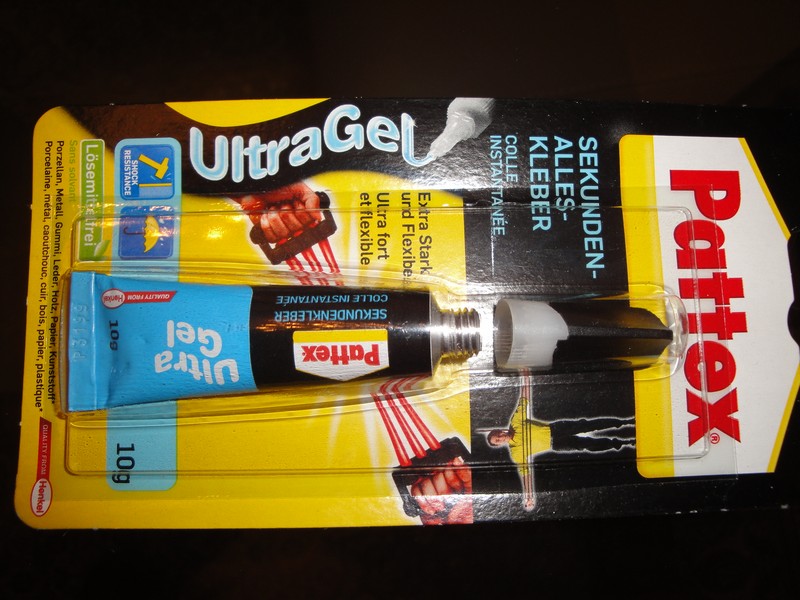 Pattex®
SEKUNDEN-
ALLES-
KLEBER
COLLE
INSTANTANÉE
UltraGel
Extra Stark
und Flexibel
Ultra fort
et flexible
SHOCK
RESISTANCE
Lösemittelfrei
Sans solvant
Porzellan, Metall, Gummi, Leder, Holz, Papier, Kunststoff*
Porcelaine, métal, caoutchouc, cuir, bois, papier, plastique*
10g
QUALITY FROM
Henkel
Pattex
SEKUNDENKLEBER
COLLE INSTANTANÉE
Ultra
Gel
10g
QUALITY FROM
Henkel